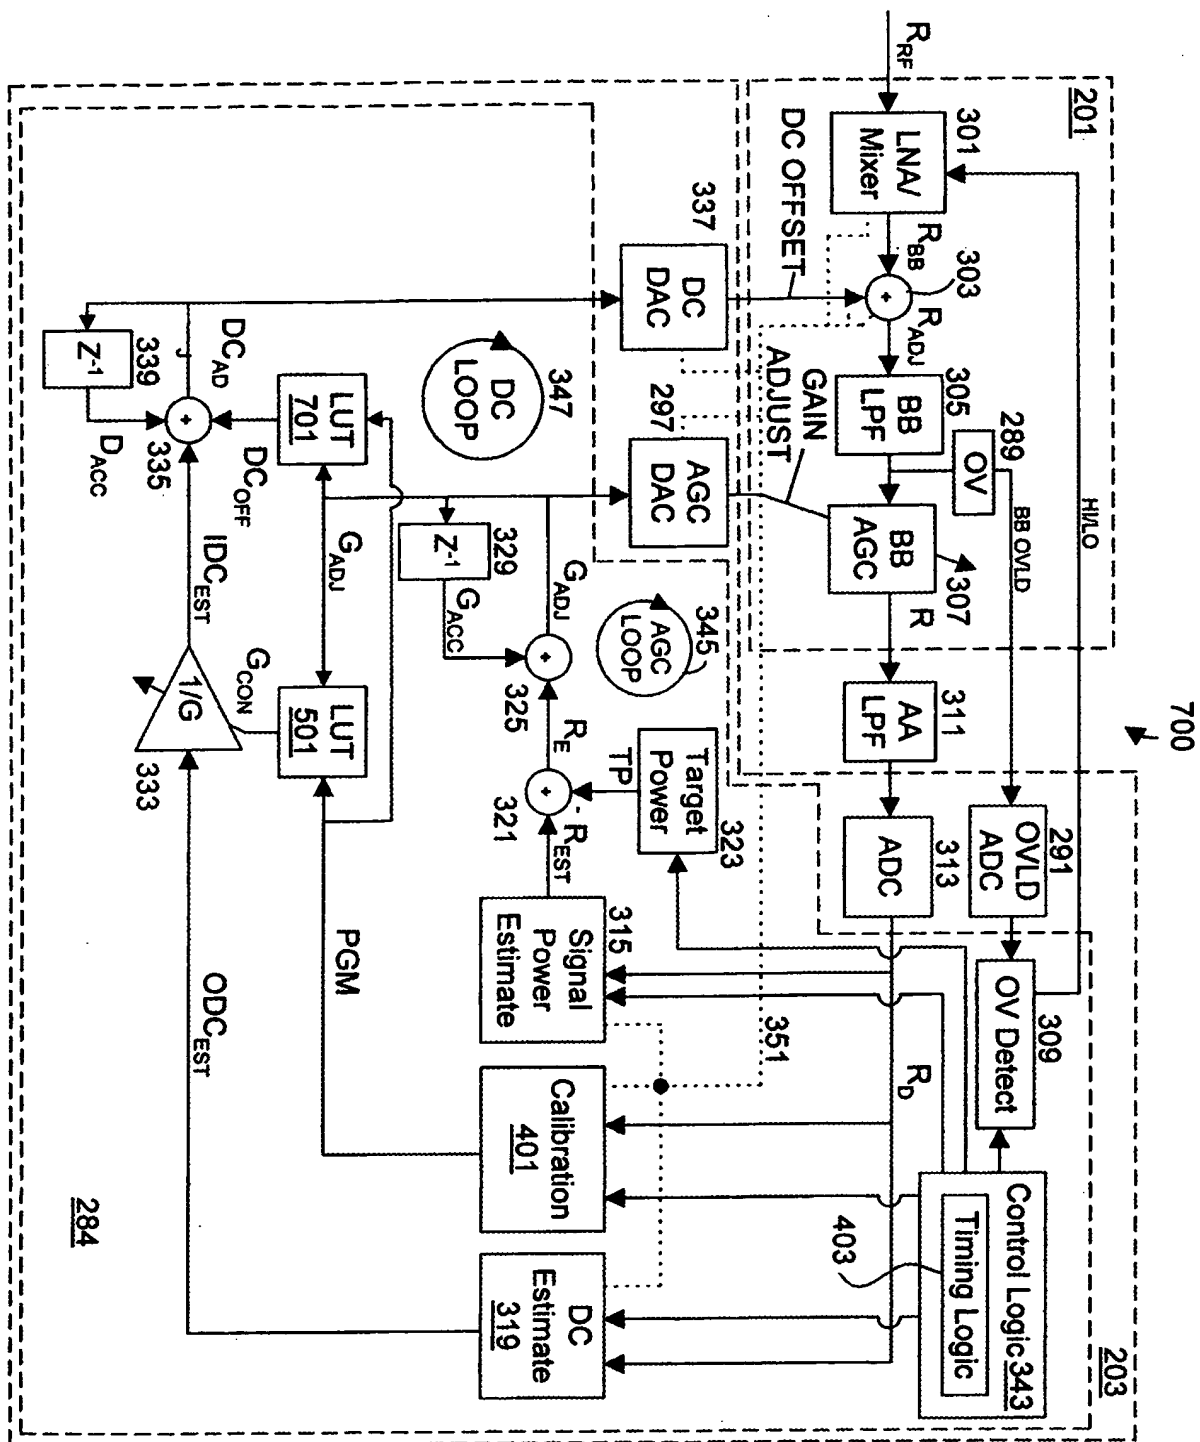 700
201
R_RF
301
LNA/
Mixer
R_BB
303
R_ADJ
305
BB
LPF
289
OV
BB OVLD
HI/LO
BB
AGC
307
R
311
AA
LPF
291
OVLD
ADC
313
ADC
309
OV Detect
R_D
Control Logic 343
Timing Logic
403
203
DC OFFSET
GAIN
ADJUST
337
DC
DAC
297
AGC
DAC
345
AGC
LOOP
347
DC
LOOP
323
Target
Power
TP
351
315
Signal
Power
Estimate
Calibration
401
DC
Estimate
319
G_ADJ
325
R_E
321
- R_EST
329
Z⁻¹
G_ACC
LUT
701
G_ADJ
LUT
501
PGM
DC_OFF
G_CON
DC_AD
339
Z⁻¹
D_ACC
335
IDC_EST
1/G
333
ODC_EST
284
+
+
+
+